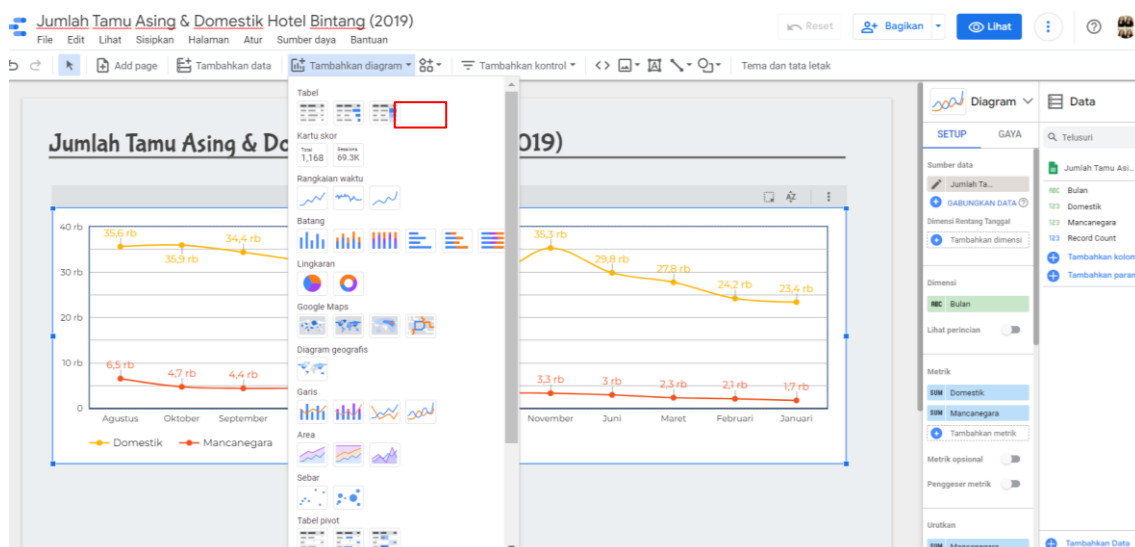 Jumlah Tamu Asing & Domestik Hotel Bintang (2019)
File Edit Lihat Sisipkan Halaman Atur Sumber daya Bantuan
Reset
Bagikan
Lihat
Add page
Tambahkan data
Tambahkan diagram
Tambahkan kontrol
Tema dan tata letak
Jumlah Tamu Asing & Do
019)
40 rb
30 rb
20 rb
10 rb
0
35,6 rb
35,9 rb
34,4 rb
35,3 rb
29,8 rb
27,8 rb
24,2 rb
23,4 rb
6,5 rb
4,7 rb
4,4 rb
3,3 rb
3 rb
2,3 rb
2,1 rb
1,7 rb
Agustus Oktober September
November Juni Maret Februari Januari
Domestik Mancanegara
Tabel
Kartu skor
Total
1,168
Sessions
69.3K
Rangkaian waktu
Batang
Lingkaran
Google Maps
Diagram geografis
Garis
Area
Sebar
Tabel pivot
Diagram
SETUP GAYA
Sumber data
Jumlah Ta...
GABUNGKAN DATA
Dimensi Rentang Tanggal
Tambahkan dimensi
Dimensi
RBC Bulan
Lihat perincian
Metrik
SUM Domestik
SUM Mancanegara
Tambahkan metrik
Metrik opsional
Penggeser metrik
Urutkan
SUM Mancanegara
Data
Telusuri
Jumlah Tamu Asi...
RBC Bulan
123 Domestik
123 Mancanegara
123 Record Count
Tambahkan kolom
Tambahkan param
Tambahkan Data